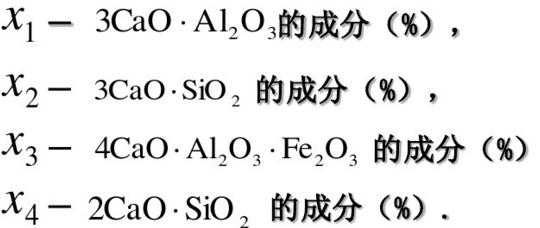 x₁ — 3CaO·Al₂O₃的成分（%），
x₂ — 3CaO·SiO₂ 的成分（%），
x₃ — 4CaO·Al₂O₃·Fe₂O₃ 的成分（%）
x₄ — 2CaO·SiO₂ 的成分（%）.